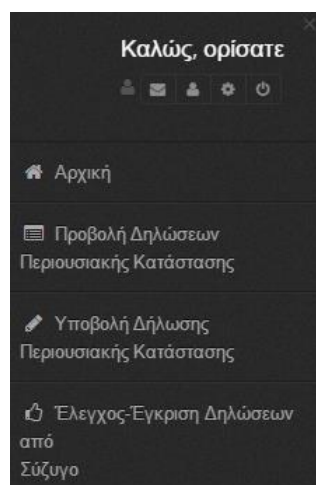 Καλώς, ορίσατε
Αρχική
Προβολή Δηλώσεων
Περιουσιακής Κατάστασης
Υποβολή Δήλωσης
Περιουσιακής Κατάστασης
Έλεγχος-Έγκριση Δηλώσεων
από
Σύζυγο